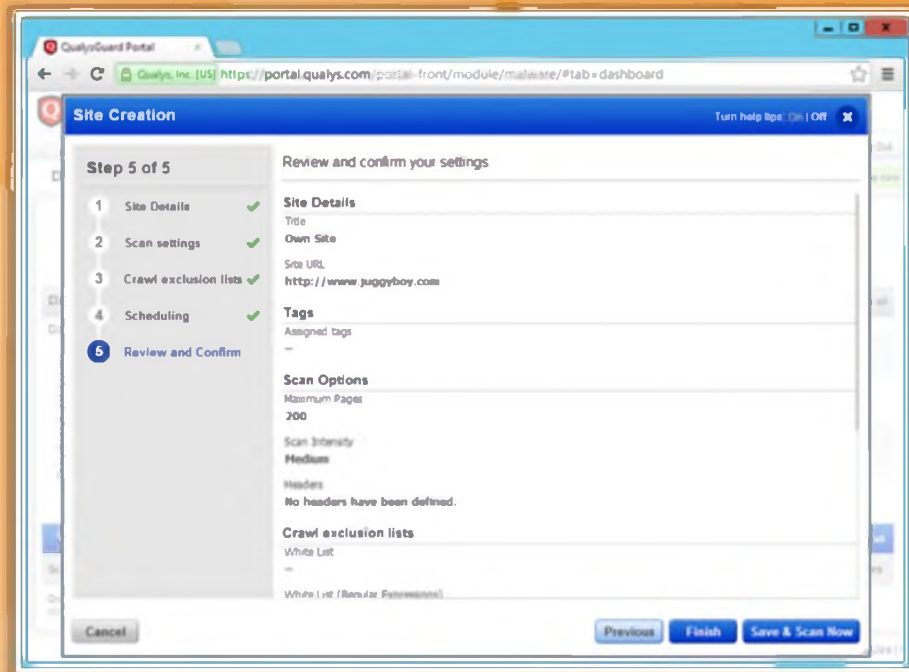 QualysGuard Portal
Qualys, Inc. [US] https://portal.qualys.com/portal-front/module/malware/#tab=dashboard
Site Creation
Turn help tips: On | Off
Step 5 of 5
1 Site Details
2 Scan settings
3 Crawl exclusion lists
4 Scheduling
5 Review and Confirm
Review and confirm your settings
Site Details
Title
Own Site
Site URL
http://www.juggyboy.com
Tags
Assigned tags
—
Scan Options
Maximum Pages
200
Scan Intensity
Medium
Headers
No headers have been defined.
Crawl exclusion lists
White List
—
White List (Regular Expressions)
Cancel
Previous
Finish
Save & Scan Now